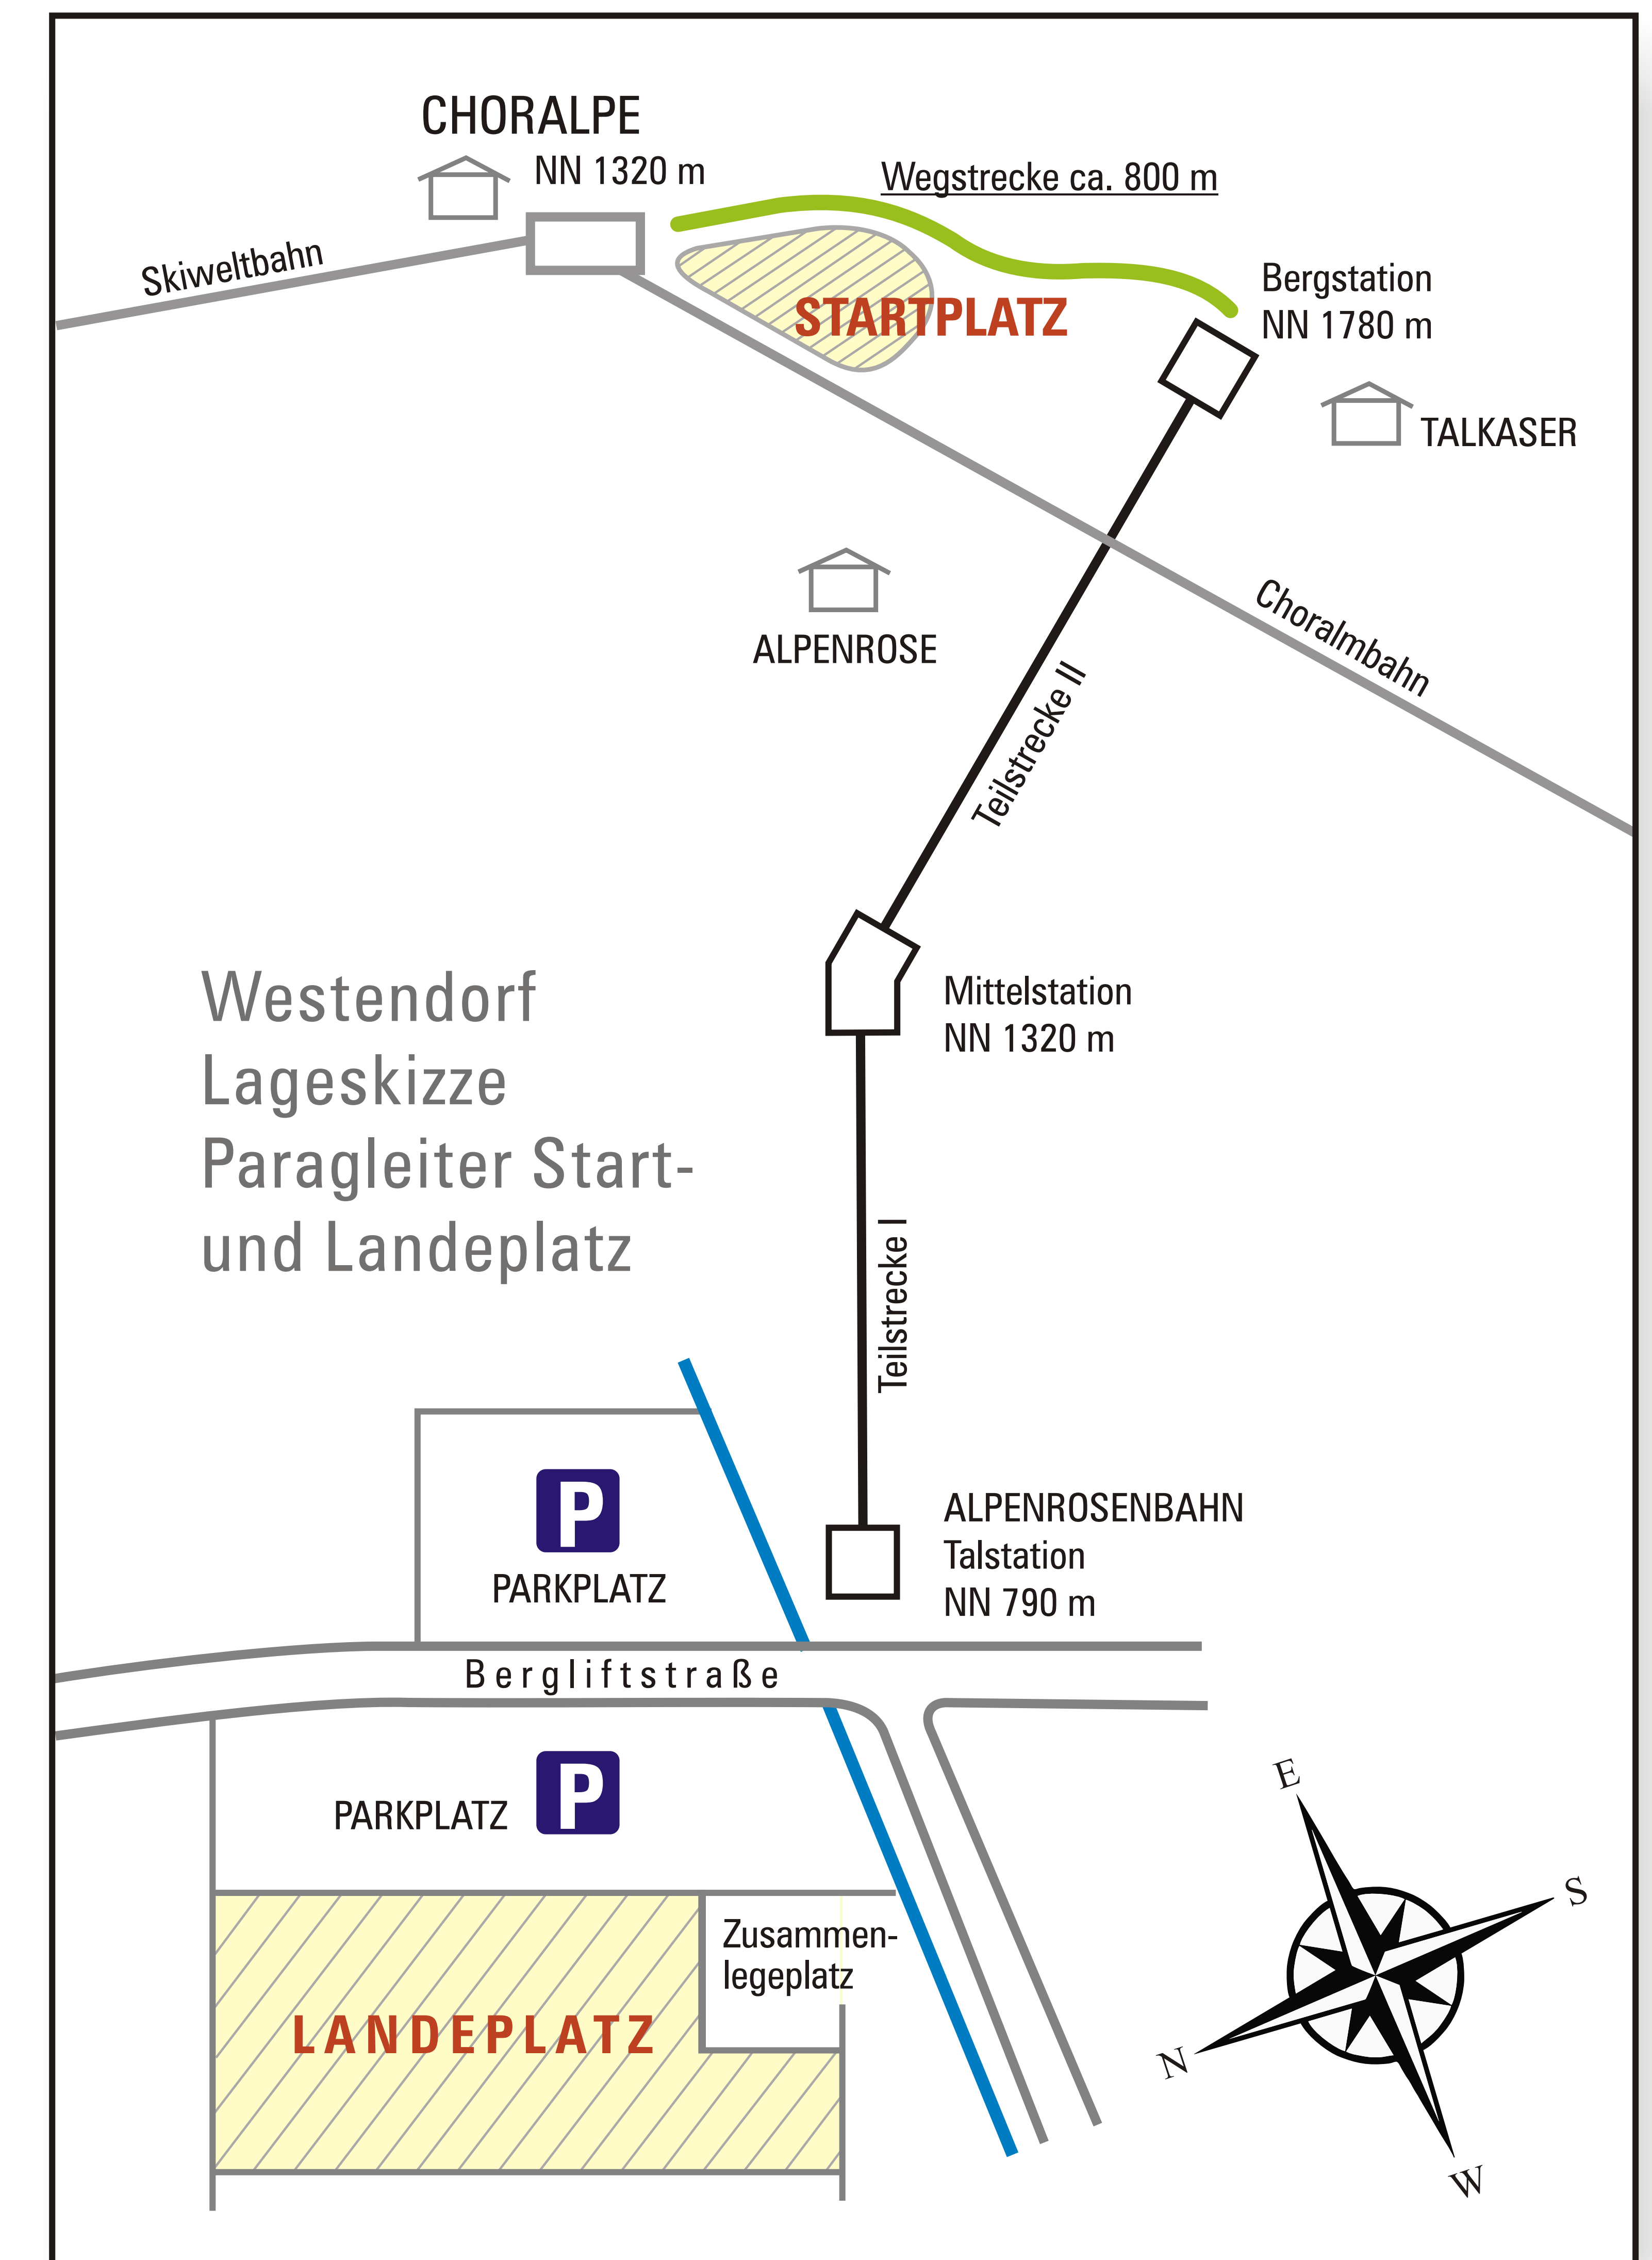 CHORALPE
NN 1320 m
Wegstrecke ca. 800 m
Skiweltbahn
Bergstation
NN 1780 m
STARTPLATZ
TALKASER
ALPENROSE
Choralmbahn
Teilstrecke II
Westendorf
Lageskizze
Paragleiter Start-
und Landeplatz
Mittelstation
NN 1320 m
Teilstrecke I
P
PARKPLATZ
ALPENROSENBAHN
Talstation
NN 790 m
Bergliftstraße
P
PARKPLATZ
Zusammen-
legeplatz
LANDEPLATZ
E
S
N
W